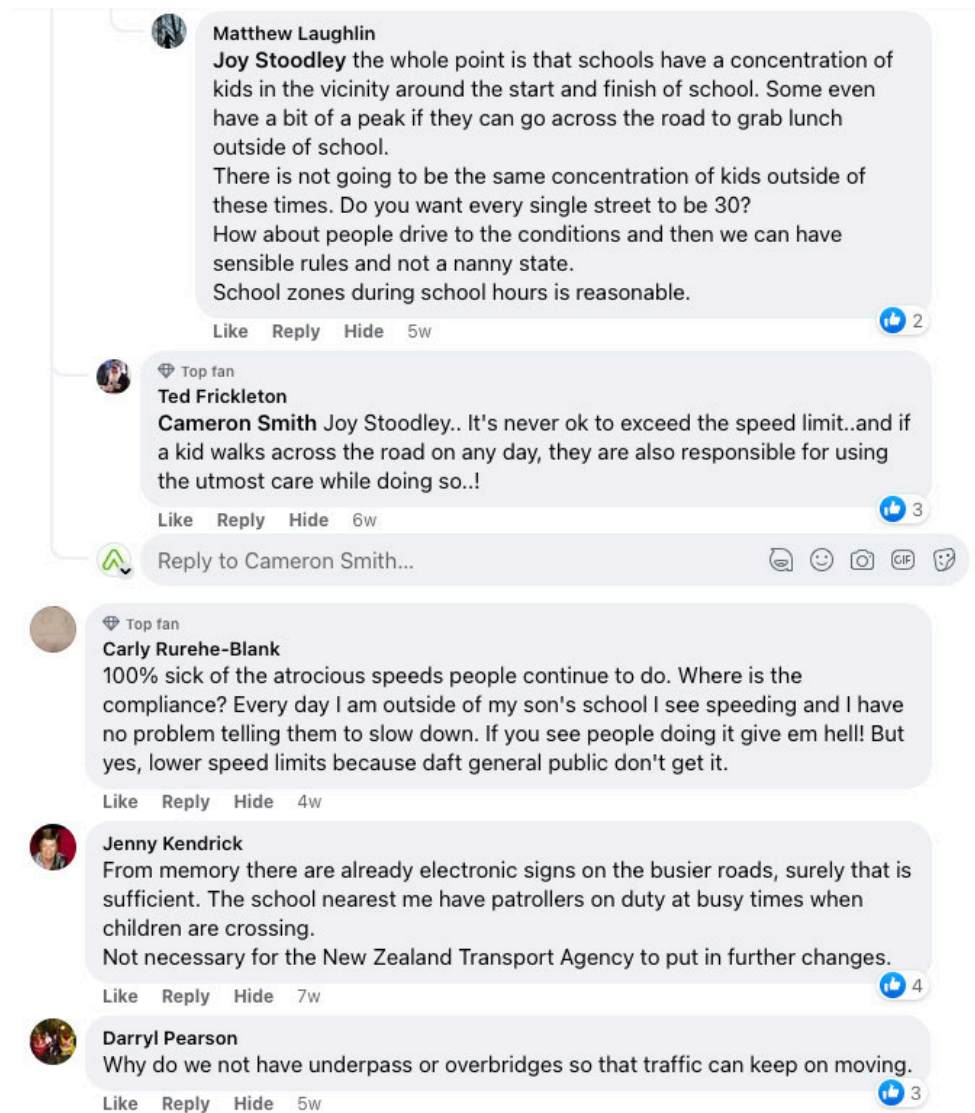 Matthew Laughlin
Joy Stoodley the whole point is that schools have a concentration of
kids in the vicinity around the start and finish of school. Some even
have a bit of a peak if they can go across the road to grab lunch
outside of school.
There is not going to be the same concentration of kids outside of
these times. Do you want every single street to be 30?
How about people drive to the conditions and then we can have
sensible rules and not a nanny state.
School zones during school hours is reasonable.
2
Like Reply Hide 5w
Top fan
Ted Frickleton
Cameron Smith Joy Stoodley.. It's never ok to exceed the speed limit..and if
a kid walks across the road on any day, they are also responsible for using
the utmost care while doing so..!
3
Like Reply Hide 6w
Reply to Cameron Smith...
GIF
Top fan
Carly Rurehe-Blank
100% sick of the atrocious speeds people continue to do. Where is the
compliance? Every day I am outside of my son's school I see speeding and I have
no problem telling them to slow down. If you see people doing it give em hell! But
yes, lower speed limits because daft general public don't get it.
Like Reply Hide 4w
Jenny Kendrick
From memory there are already electronic signs on the busier roads, surely that is
sufficient. The school nearest me have patrollers on duty at busy times when
children are crossing.
Not necessary for the New Zealand Transport Agency to put in further changes.
4
Like Reply Hide 7w
Darryl Pearson
Why do we not have underpass or overbridges so that traffic can keep on moving.
3
Like Reply Hide 5w